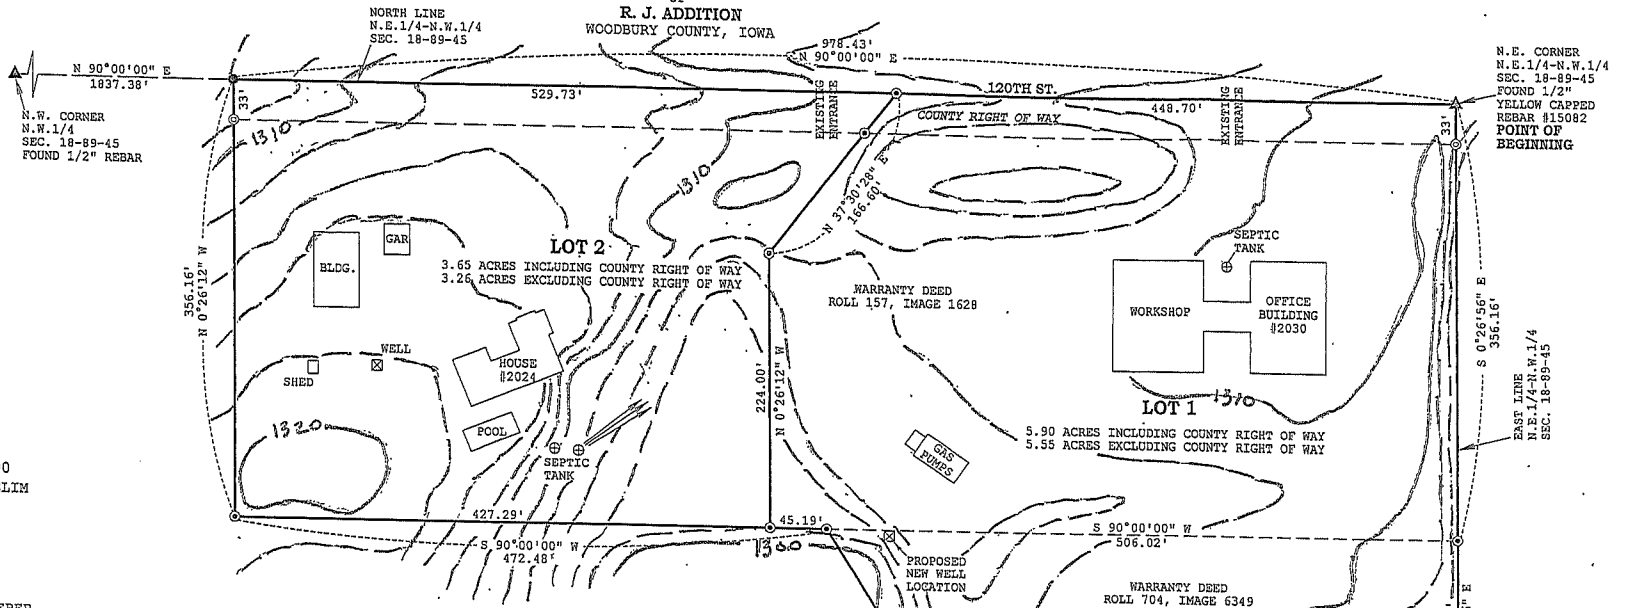 R. J. ADDITION
WOODBURY COUNTY, IOWA
NORTH LINE
N.E.1/4-N.W.1/4
SEC. 18-89-45
978.43'
N 90°00'00" E
N 90°00'00" E
1837.38'
529.73'
120TH ST.
448.70'
N.E. CORNER
N.E.1/4-N.W.1/4
SEC. 18-89-45
FOUND 1/2"
YELLOW CAPPED
REBAR #15082
POINT OF
BEGINNING
33'
33'
N.W. CORNER
N.W.1/4
SEC. 18-89-45
FOUND 1/2" REBAR
1310
EXISTING
ENTRANCE
COUNTY RIGHT OF WAY
EXISTING
ENTRANCE
1310
N 37°30'28" E
166.60'
GAR
BLDG.
LOT 2
3.65 ACRES INCLUDING COUNTY RIGHT OF WAY
3.26 ACRES EXCLUDING COUNTY RIGHT OF WAY
SEPTIC
TANK
WARRANTY DEED
ROLL 157, IMAGE 1628
WORKSHOP
OFFICE
BUILDING
#2030
356.16'
N 0°26'12" W
S 0°26'56" E
356.16'
EAST LINE
N.E.1/4-N.W.1/4
SEC. 18-89-45
WELL
SHED
HOUSE
#2024
224.00'
N 0°26'12" W
1310
LOT 1
5.90 ACRES INCLUDING COUNTY RIGHT OF WAY
5.55 ACRES EXCLUDING COUNTY RIGHT OF WAY
1320
POOL
SEPTIC
TANK
GAS
PUMPS
0
LIM
427.29'
45.19'
S 90°00'00" W
472.48'
1300
S 90°00'00" W
506.02'
PROPOSED
NEW WELL
LOCATION
WARRANTY DEED
ROLL 704, IMAGE 6349
" E